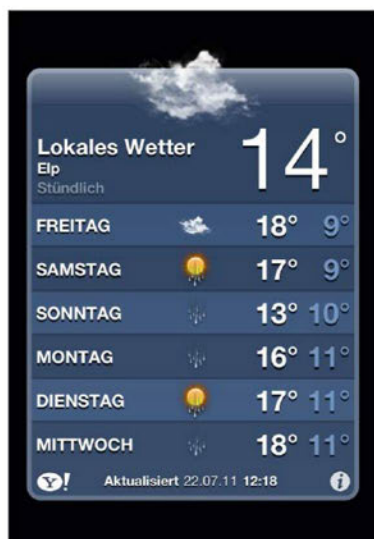 Lokales Wetter
Elp
Stündlich
14°
FREITAG 18° 9°
SAMSTAG 17° 9°
SONNTAG 13° 10°
MONTAG 16° 11°
DIENSTAG 17° 11°
MITTWOCH 18° 11°
Y! Aktualisiert 22.07.11 12:18 i